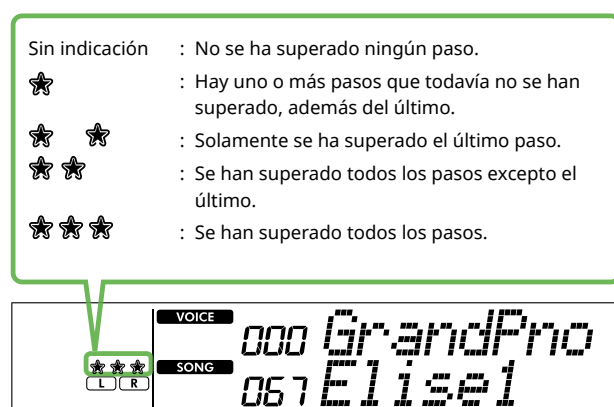 Sin indicación : No se ha superado ningún paso.
: Hay uno o más pasos que todavía no se han
superado, además del último.
: Solamente se ha superado el último paso.
: Se han superado todos los pasos excepto el
último.
: Se han superado todos los pasos.
VOICE 000 GrandPno
L R SONG 067 Elise1